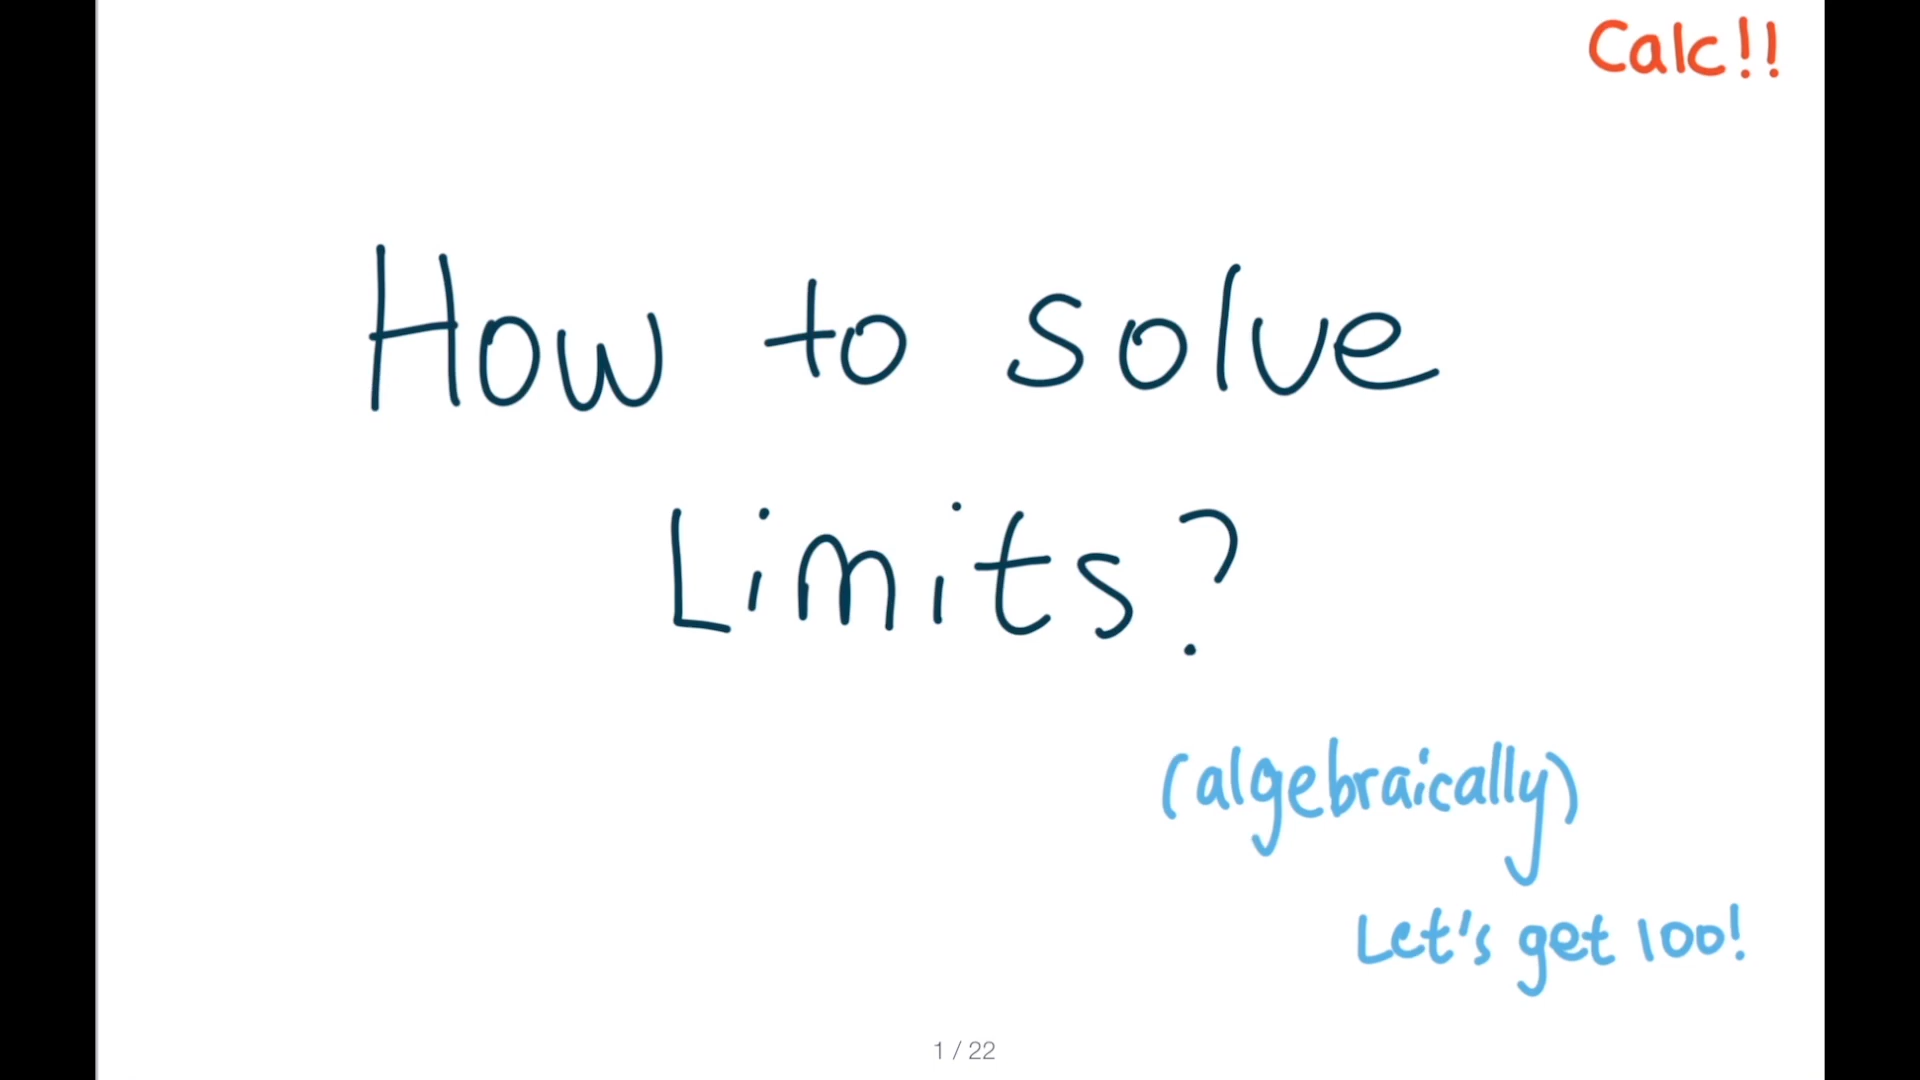 Calc!!
How to solve
Limits?
(algebraically)
Let's get 100!
1 / 22